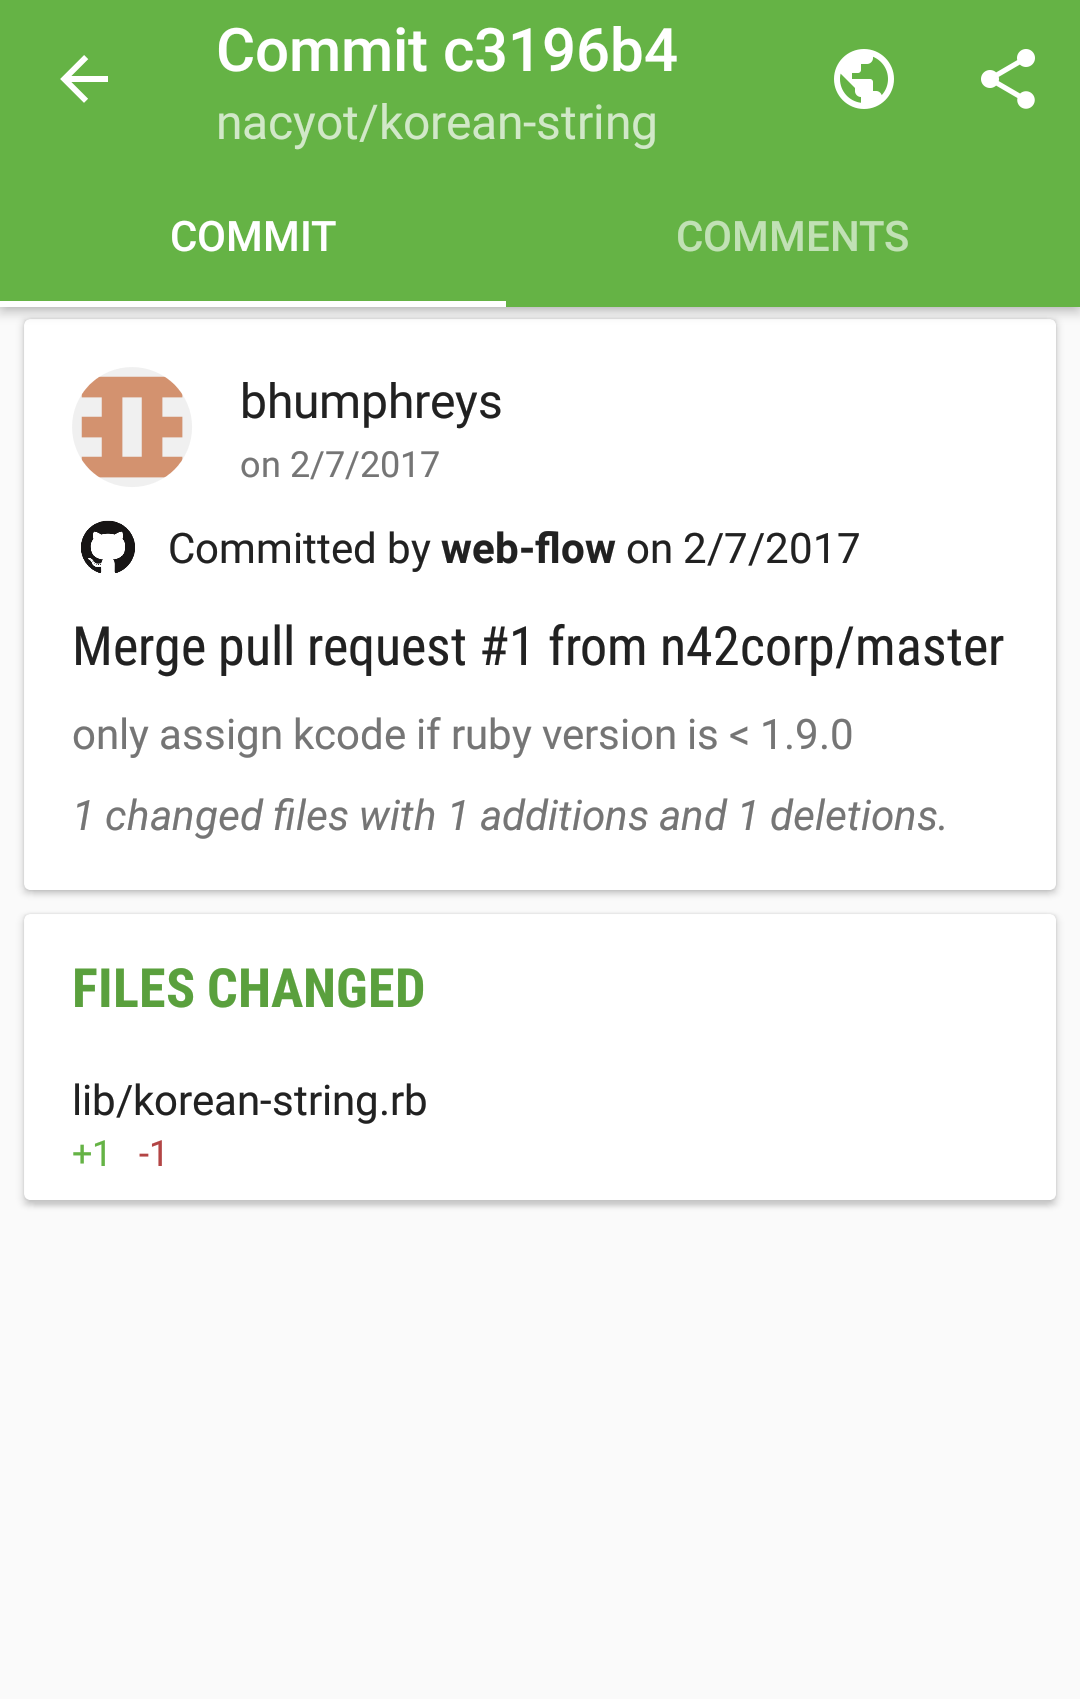 Commit c3196b4
nacyot/korean-string
COMMIT
COMMENTS
bhumphreys
on 2/7/2017
Committed by web-flow on 2/7/2017
Merge pull request #1 from n42corp/master
only assign kcode if ruby version is < 1.9.0
1 changed files with 1 additions and 1 deletions.
FILES CHANGED
lib/korean-string.rb
+1 -1